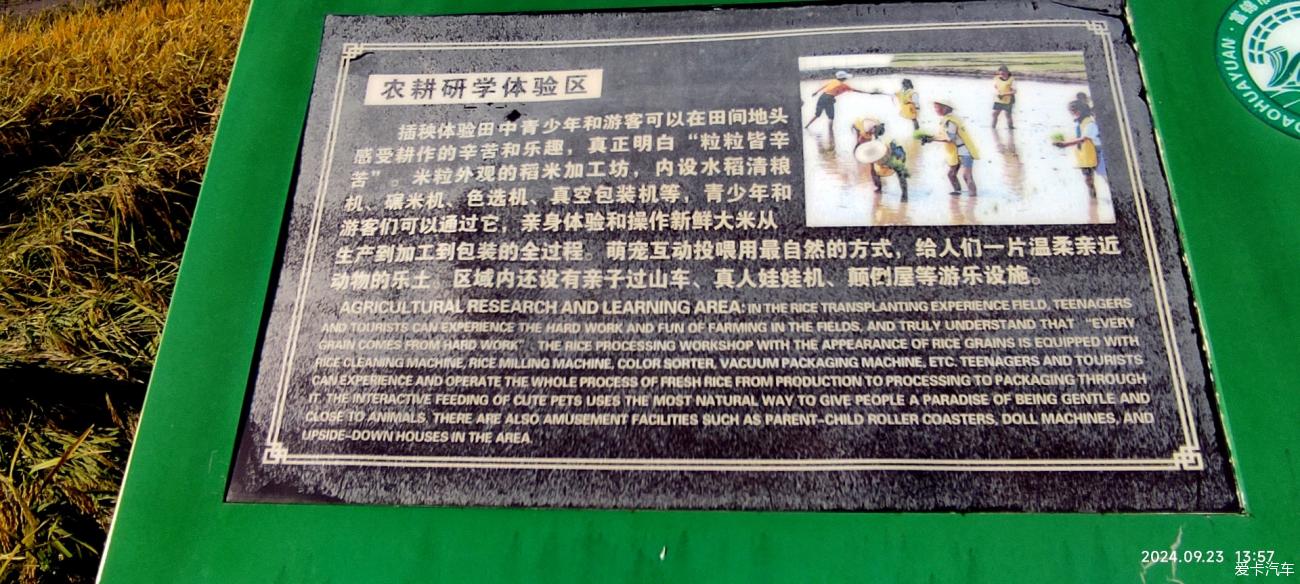 农耕研学体验区
插秧体验田中青少年和游客可以在田间地头
感受耕作的辛苦和乐趣，真正明白“粒粒皆辛
苦”。米粒外观的稻米加工坊，内设水稻清粮
机、碾米机、色选机、真空包装机等，青少年和
游客们可以通过它，亲身体验和操作新鲜大米从
生产到加工到包装的全过程。萌宠互动投喂用最自然的方式，给人们一片温柔亲近
动物的乐土。区域内还设有亲子过山车、真人娃娃机、颠倒屋等游乐设施。
AGRICULTURAL RESEARCH AND LEARNING AREA: IN THE RICE TRANSPLANTING EXPERIENCE FIELD, TEENAGERS
AND TOURISTS CAN EXPERIENCE THE HARD WORK AND FUN OF FARMING IN THE FIELDS, AND TRULY UNDERSTAND THAT “EVERY
GRAIN COMES FROM HARD WORK”. THE RICE PROCESSING WORKSHOP WITH THE APPEARANCE OF RICE GRAINS IS EQUIPPED WITH
RICE CLEANING MACHINE, RICE MILLING MACHINE, COLOR SORTER, VACUUM PACKAGING MACHINE, ETC. TEENAGERS AND TOURISTS
CAN EXPERIENCE AND OPERATE THE WHOLE PROCESS OF FRESH RICE FROM PRODUCTION TO PROCESSING TO PACKAGING THROUGH
IT. THE INTERACTIVE FEEDING OF CUTE PETS USES THE MOST NATURAL WAY TO GIVE PEOPLE A PARADISE OF BEING GENTLE AND
CLOSE TO ANIMALS. THERE ARE ALSO AMUSEMENT FACILITIES SUCH AS PARENT-CHILD ROLLER COASTERS, DOLL MACHINES, AND
UPSIDE-DOWN HOUSES IN THE AREA.
富锦
DAOHUAYUAN
2024.09.23 13:57
爱卡汽车